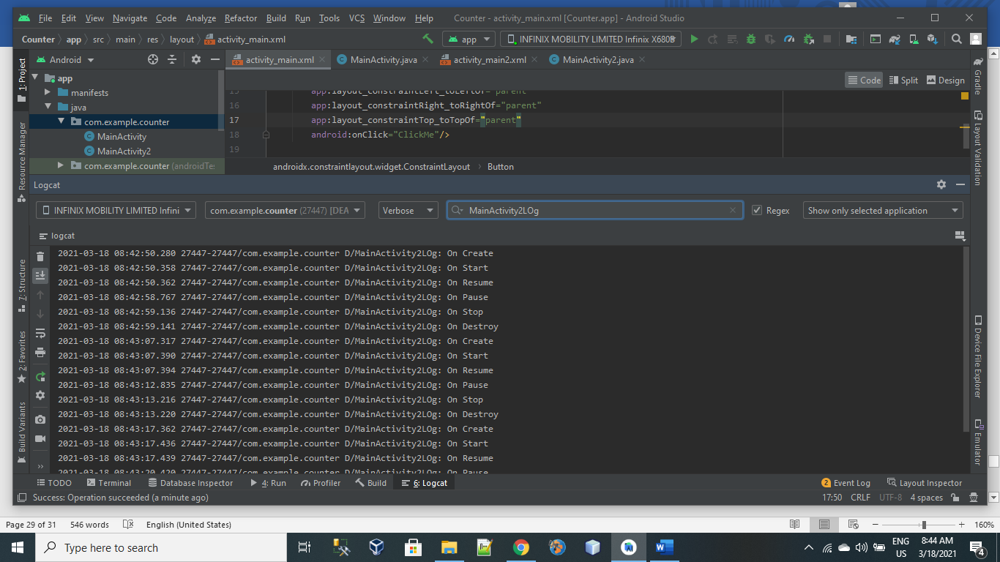 File Edit View Navigate Code Analyze Refactor Build Run Tools VCS Window Help Counter - activity_main.xml [Counter.app] - Android Studio
Counter app src main res layout activity_main.xml app INFINIX MOBILITY LIMITED Infinix X680B
Android activity_main.xml MainActivity.java activity_main2.xml MainActivity2.java
1: Project
Resource Manager
7: Structure
2: Favorites
Build Variants
app
manifests
java
com.example.counter
MainActivity
MainActivity2
com.example.counter (androidTes
Code Split Design
15 app:layout_constraintLeft_toLeftOf="parent"
16 app:layout_constraintRight_toRightOf="parent"
17 app:layout_constraintTop_toTopOf="parent"
18 android:onClick="ClickMe"/>
19
androidx.constraintlayout.widget.ConstraintLayout Button
Gradle
Layout Validation
Device File Explorer
Emulator
Logcat
INFINIX MOBILITY LIMITED Infini com.example.counter (27447) [DEA Verbose MainActivity2LOg Regex Show only selected application
logcat
2021-03-18 08:42:50.280 27447-27447/com.example.counter D/MainActivity2LOg: On Create
2021-03-18 08:42:50.358 27447-27447/com.example.counter D/MainActivity2LOg: On Start
2021-03-18 08:42:50.362 27447-27447/com.example.counter D/MainActivity2LOg: On Resume
2021-03-18 08:42:58.767 27447-27447/com.example.counter D/MainActivity2LOg: On Pause
2021-03-18 08:42:59.136 27447-27447/com.example.counter D/MainActivity2LOg: On Stop
2021-03-18 08:42:59.141 27447-27447/com.example.counter D/MainActivity2LOg: On Destroy
2021-03-18 08:43:07.317 27447-27447/com.example.counter D/MainActivity2LOg: On Create
2021-03-18 08:43:07.390 27447-27447/com.example.counter D/MainActivity2LOg: On Start
2021-03-18 08:43:07.394 27447-27447/com.example.counter D/MainActivity2LOg: On Resume
2021-03-18 08:43:12.835 27447-27447/com.example.counter D/MainActivity2LOg: On Pause
2021-03-18 08:43:13.216 27447-27447/com.example.counter D/MainActivity2LOg: On Stop
2021-03-18 08:43:13.220 27447-27447/com.example.counter D/MainActivity2LOg: On Destroy
2021-03-18 08:43:17.362 27447-27447/com.example.counter D/MainActivity2LOg: On Create
2021-03-18 08:43:17.436 27447-27447/com.example.counter D/MainActivity2LOg: On Start
2021-03-18 08:43:17.439 27447-27447/com.example.counter D/MainActivity2LOg: On Resume
2021-03-18 08:43:20.420 27447-27447/com.example.counter D/MainActivity2LOg: On Pause
TODO Terminal Database Inspector 4: Run Profiler Build 6: Logcat 2 Event Log Layout Inspector
Success: Operation succeeded (a minute ago) 17:50 CRLF UTF-8 4 spaces
Page 29 of 31 546 words English (United States) 160%
Type here to search ENG 8:44 AM
US 3/18/2021 4